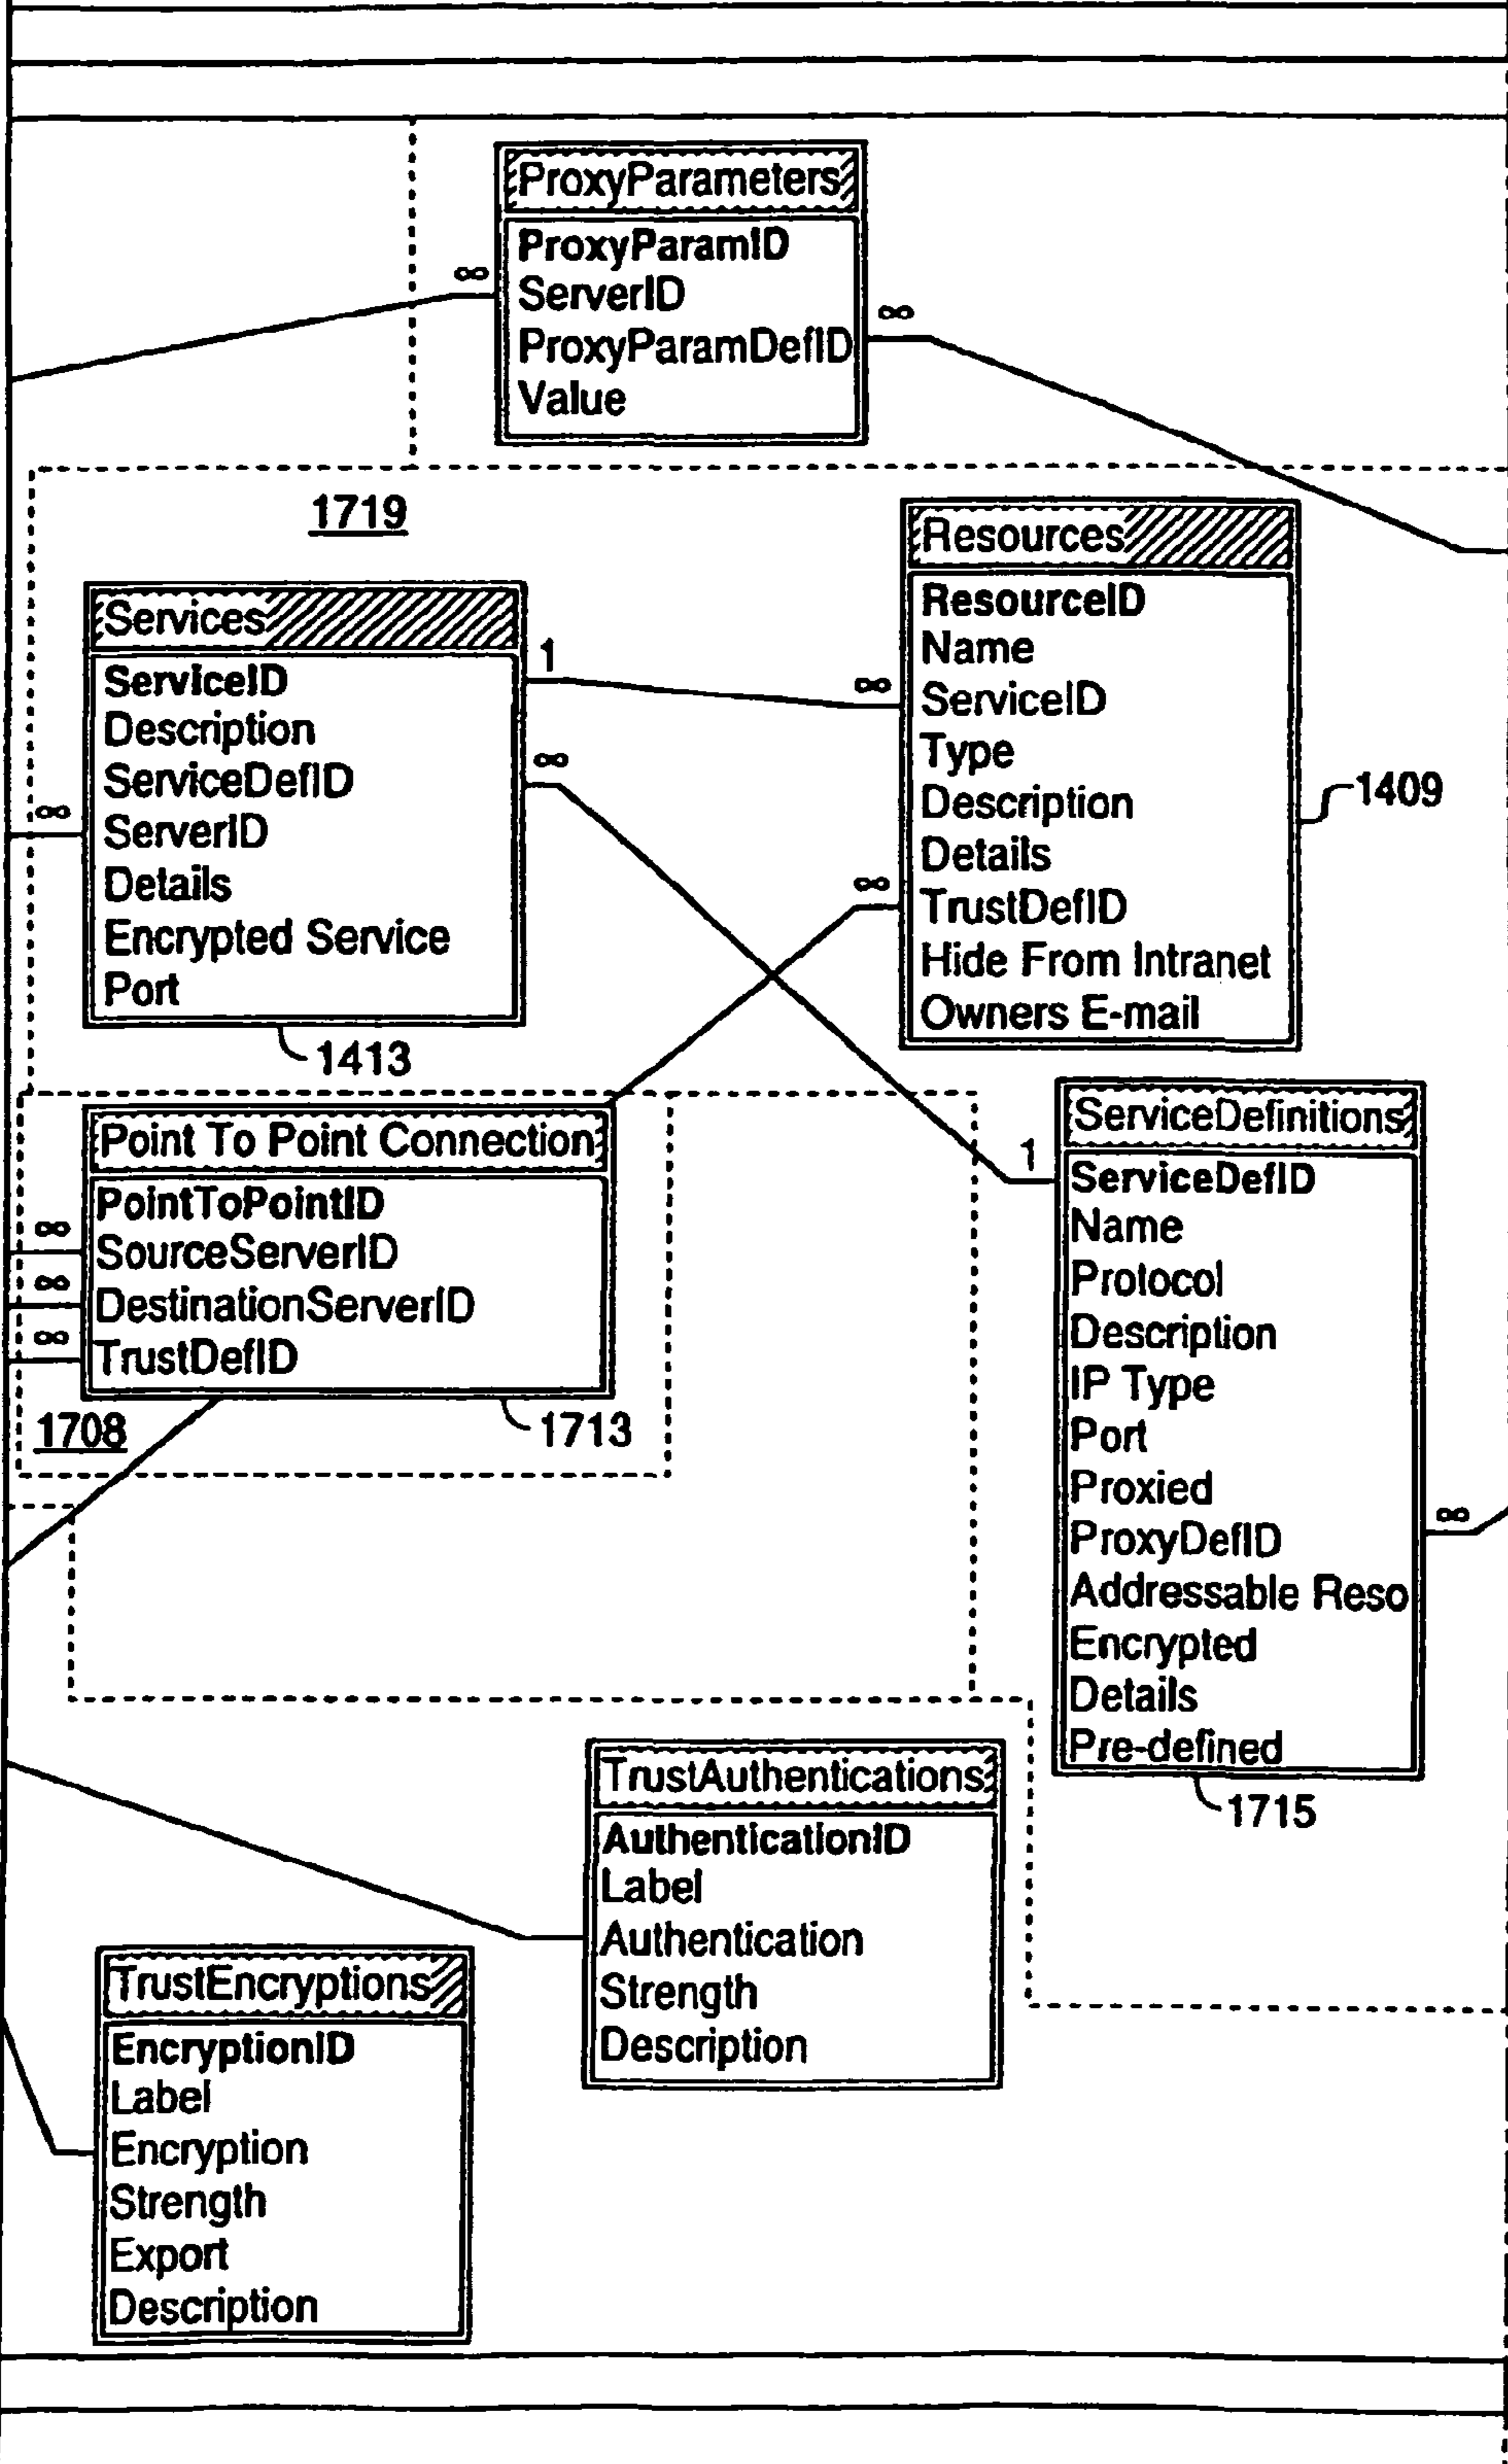 ProxyParameters
ProxyParamID
∞
ServerID
∞
ProxyParamDefID
Value
1719
Resources
ResourceID
Name
∞
ServiceID
Type
Description
Details
∞
TrustDefID
Hide From Intranet
Owners E-mail
1409
Services
ServiceID
1
Description
∞
ServiceDefID
∞
ServerID
Details
Encrypted Service
Port
1413
Point To Point Connection
PointToPointID
∞
SourceServerID
∞
DestinationServerID
∞
TrustDefID
1708
1713
ServiceDefinitions
1
ServiceDefID
Name
Protocol
Description
IP Type
Port
Proxied
∞
ProxyDefID
Addressable Reso
Encrypted
Details
Pre-defined
1715
TrustAuthentications
AuthenticationID
Label
Authentication
Strength
Description
TrustEncryptions
EncryptionID
Label
Encryption
Strength
Export
Description